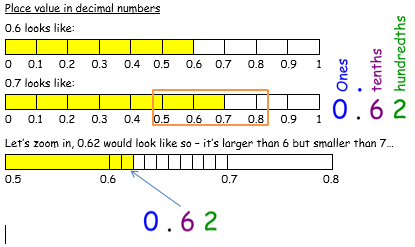 Place value in decimal numbers
0.6 looks like:
0 0.1 0.2 0.3 0.4 0.5 0.6 0.7 0.8 0.9 1
0.7 looks like:
0 0.1 0.2 0.3 0.4 0.5 0.6 0.7 0.8 0.9 1
Ones . tenths hundredths
0.62
Let's zoom in, 0.62 would look like so – it's larger than 6 but smaller than 7…
0.5 0.6 0.7 0.8
0.62